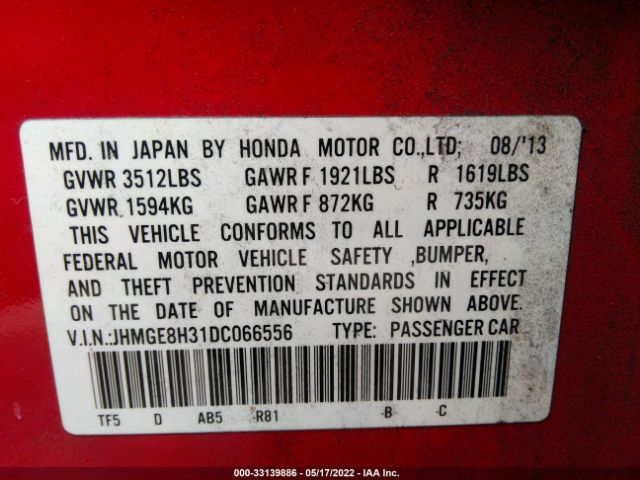 MFD. IN JAPAN BY HONDA MOTOR CO.,LTD; 08/'13
GVWR 3512LBS GAWR F 1921LBS R 1619LBS
GVWR 1594KG GAWR F 872KG R 735KG
THIS VEHICLE CONFORMS TO ALL APPLICABLE
FEDERAL MOTOR VEHICLE SAFETY ,BUMPER,
AND THEFT PREVENTION STANDARDS IN EFFECT
ON THE DATE OF MANUFACTURE SHOWN ABOVE.
V.I.N.:JHMGE8H31DC066556 TYPE: PASSENGER CAR
TF5 D AB5 -R81 -B -C
000-33139886 - 05/17/2022 - IAA Inc.